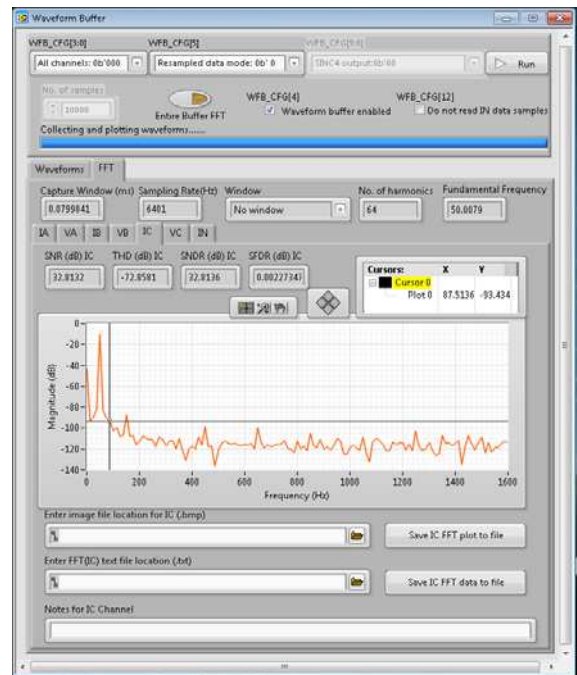 Waveform Buffer
WFB_CFG[3:0] WFB_CFG[5] WFB_CFG[9:8]
All channels: 0b'000 Resampled data mode: 0b' 0 SINC4 output:0b'00 Run
No. of samples
10000
Entire Buffer FFT
WFB_CFG[4] WFB_CFG[12]
Waveform buffer enabled Do not read IN data samples
Collecting and plotting waveforms......
Waveforms FFT
Capture Window (ms) Sampling Rate(Hz) Window No. of harmonics Fundamental Frequency
0.0799841 6401 No window 64 50.0079
IA VA IB VB IC VC IN
SNR (dB) IC THD (dB) IC SNDR (dB) IC SFDR (dB) IC
32.8132 -72.8581 32.8136 0.0022734
Cursors: X Y
Cursor 0
Plot 0 87.5136 -93.434
Magnitude (dB)
0
-20
-40
-60
-80
-100
-120
-140
0 200 400 600 800 1000 1200 1400 1600
Frequency (Hz)
Enter image file location for IC (.bmp)
Save IC FFT plot to file
Enter FFT(IC) text file location (.txt)
Save IC FFT data to file
Notes for IC Channel